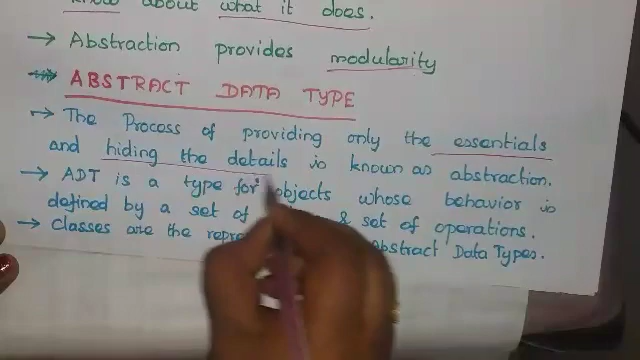 know about what it does.
→ Abstraction provides modularity
→ ABSTRACT DATA TYPE
→ The Process of providing only the essentials
and hiding the details is known as abstraction.
→ ADT is a type for objects whose behavior is
defined by a set of & set of operations.
→ Classes are the Abstract Data Types.